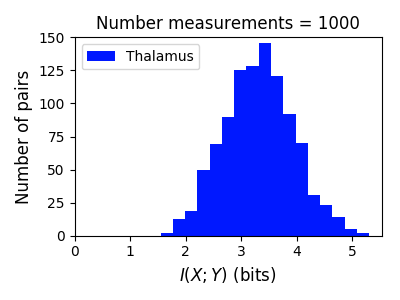 Number measurements = 1000
Number of pairs
150
125
100
75
50
25
0
Thalamus
0 1 2 3 4 5
I(X; Y) (bits)